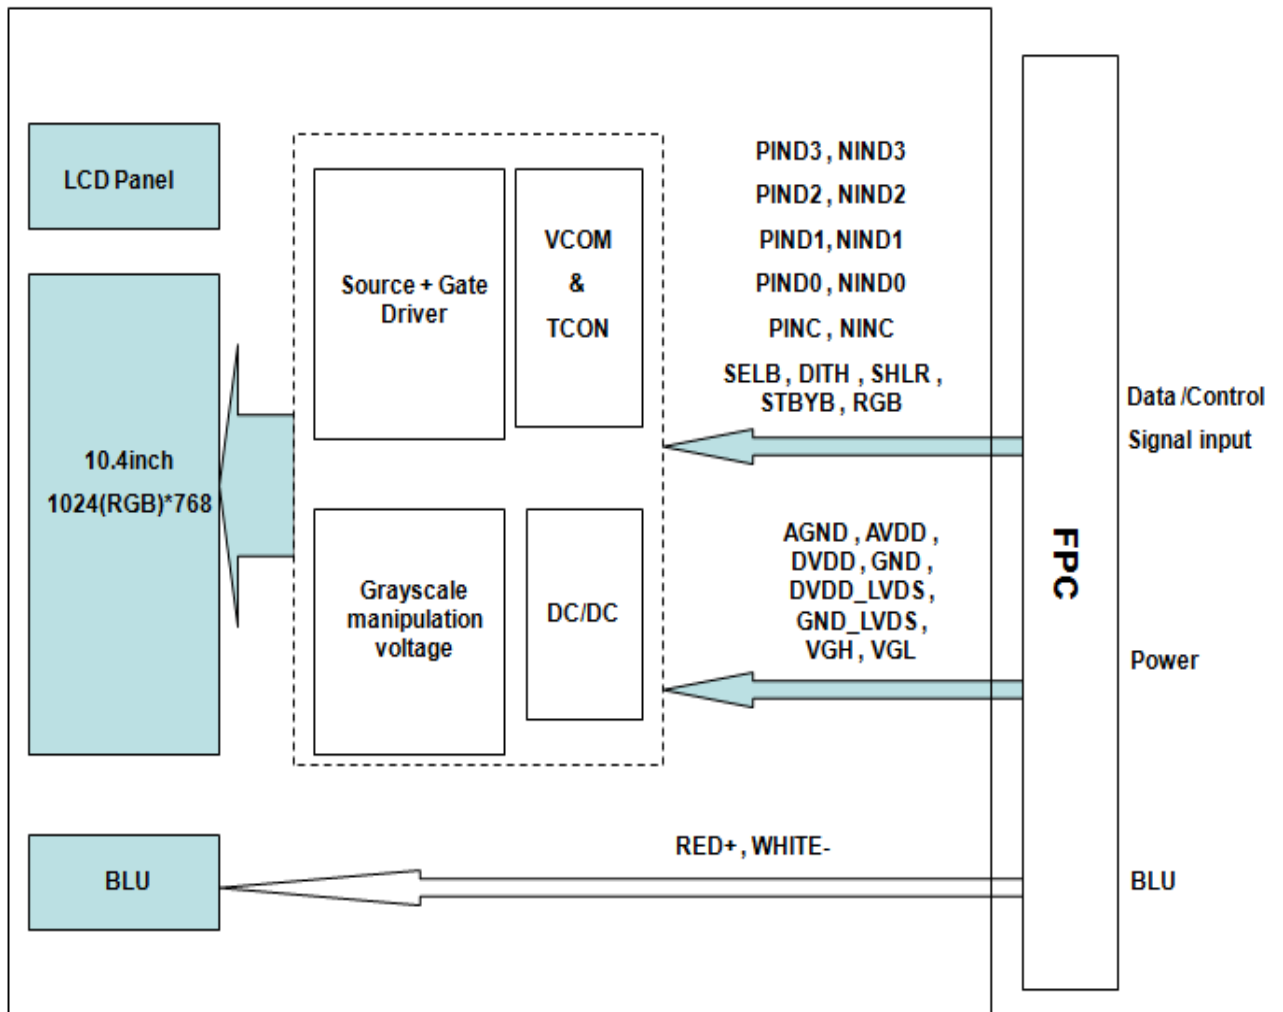 LCD Panel
10.4inch
1024(RGB)*768
BLU
Source + Gate
Driver
VCOM
&
TCON
Grayscale
manipulation
voltage
DC/DC
PIND3 , NIND3
PIND2 , NIND2
PIND1, NIND1
PIND0 , NIND0
PINC , NINC
SELB , DITH , SHLR ,
STBYB , RGB
AGND , AVDD ,
DVDD , GND ,
DVDD_LVDS ,
GND_LVDS ,
VGH , VGL
RED+ , WHITE-
FPC
Data /Control
Signal input
Power
BLU